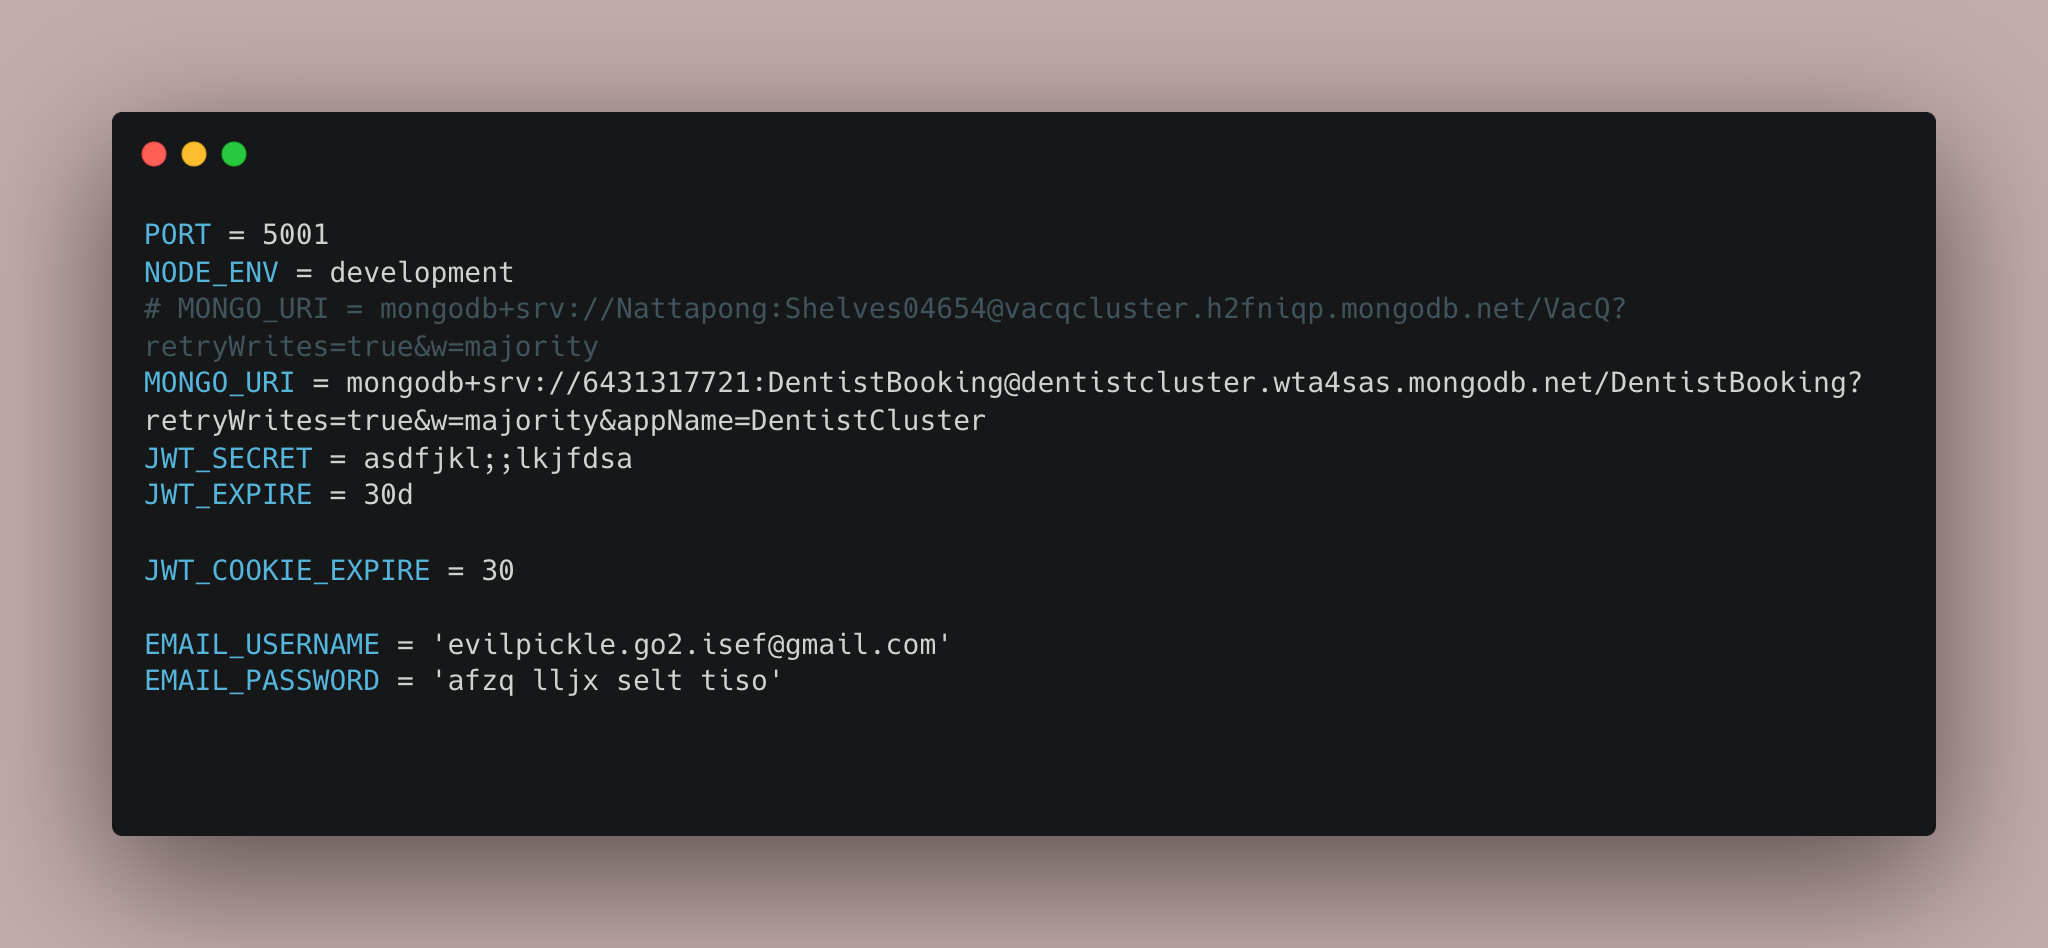 PORT = 5001
NODE_ENV = development
# MONGO_URI = mongodb+srv://Nattapong:Shelves04654@vacqcluster.h2fniqp.mongodb.net/VacQ?
retryWrites=true&w=majority
MONGO_URI = mongodb+srv://6431317721:DentistBooking@dentistcluster.wta4sas.mongodb.net/DentistBooking?
retryWrites=true&w=majority&appName=DentistCluster
JWT_SECRET = asdfjkl;;lkjfdsa
JWT_EXPIRE = 30d
JWT_COOKIE_EXPIRE = 30
EMAIL_USERNAME = 'evilpickle.go2.isef@gmail.com'
EMAIL_PASSWORD = 'afzq lljx selt tiso'